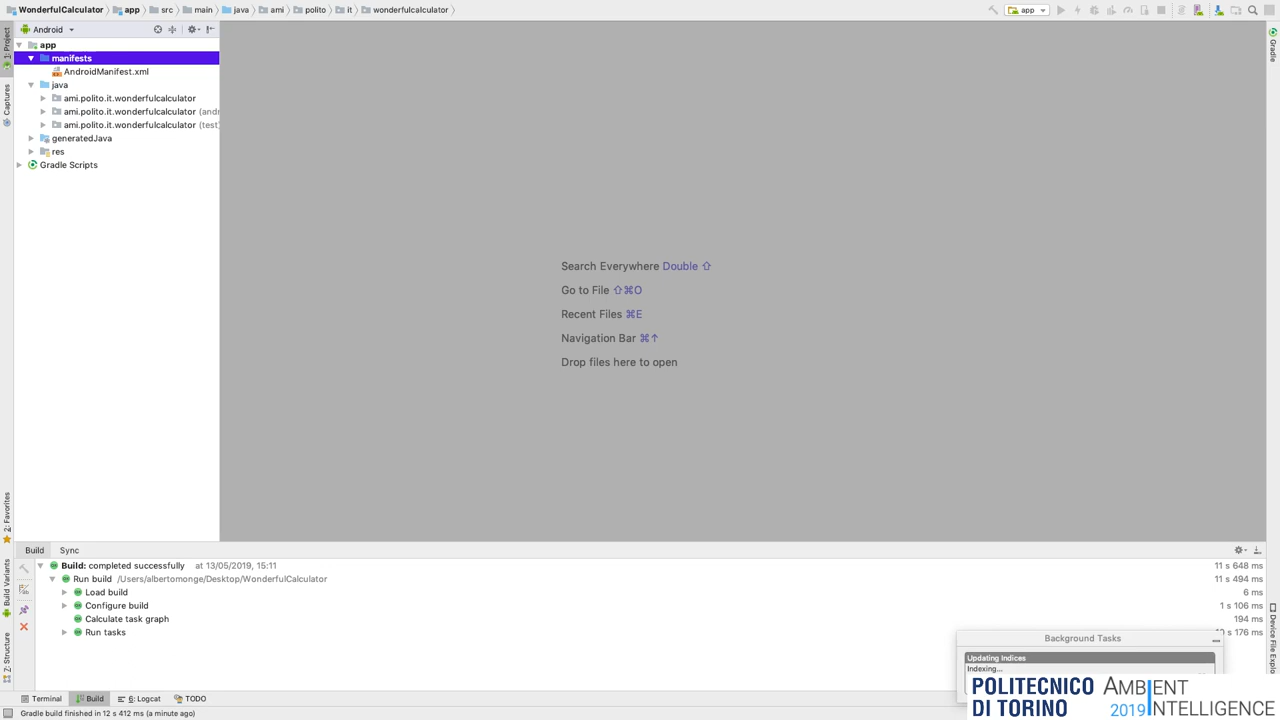 WonderfulCalculator app src main java ami polito it wonderfulcalculator app
Android
1: Project
Captures
2: Favorites
Build Variants
7: Structure
Gradle
app
manifests
AndroidManifest.xml
java
ami.polito.it.wonderfulcalculator
ami.polito.it.wonderfulcalculator (andr
ami.polito.it.wonderfulcalculator (test)
generatedJava
res
Gradle Scripts
Search Everywhere Double ⇧
Go to File ⇧⌘O
Recent Files ⌘E
Navigation Bar ⌘↑
Drop files here to open
Build Sync
Build: completed successfully at 13/05/2019, 15:11 11 s 648 ms
Run build /Users/albertomonge/Desktop/WonderfulCalculator 11 s 494 ms
Load build 6 ms
Configure build 1 s 106 ms
Calculate task graph 194 ms
Run tasks s 176 ms
Device File Explo
Background Tasks
Updating Indices
Indexing...
POLITECNICO DI TORINO
AMBIENT 2019 INTELLIGENCE
Terminal Build 6: Logcat TODO
Gradle build finished in 12 s 412 ms (a minute ago)